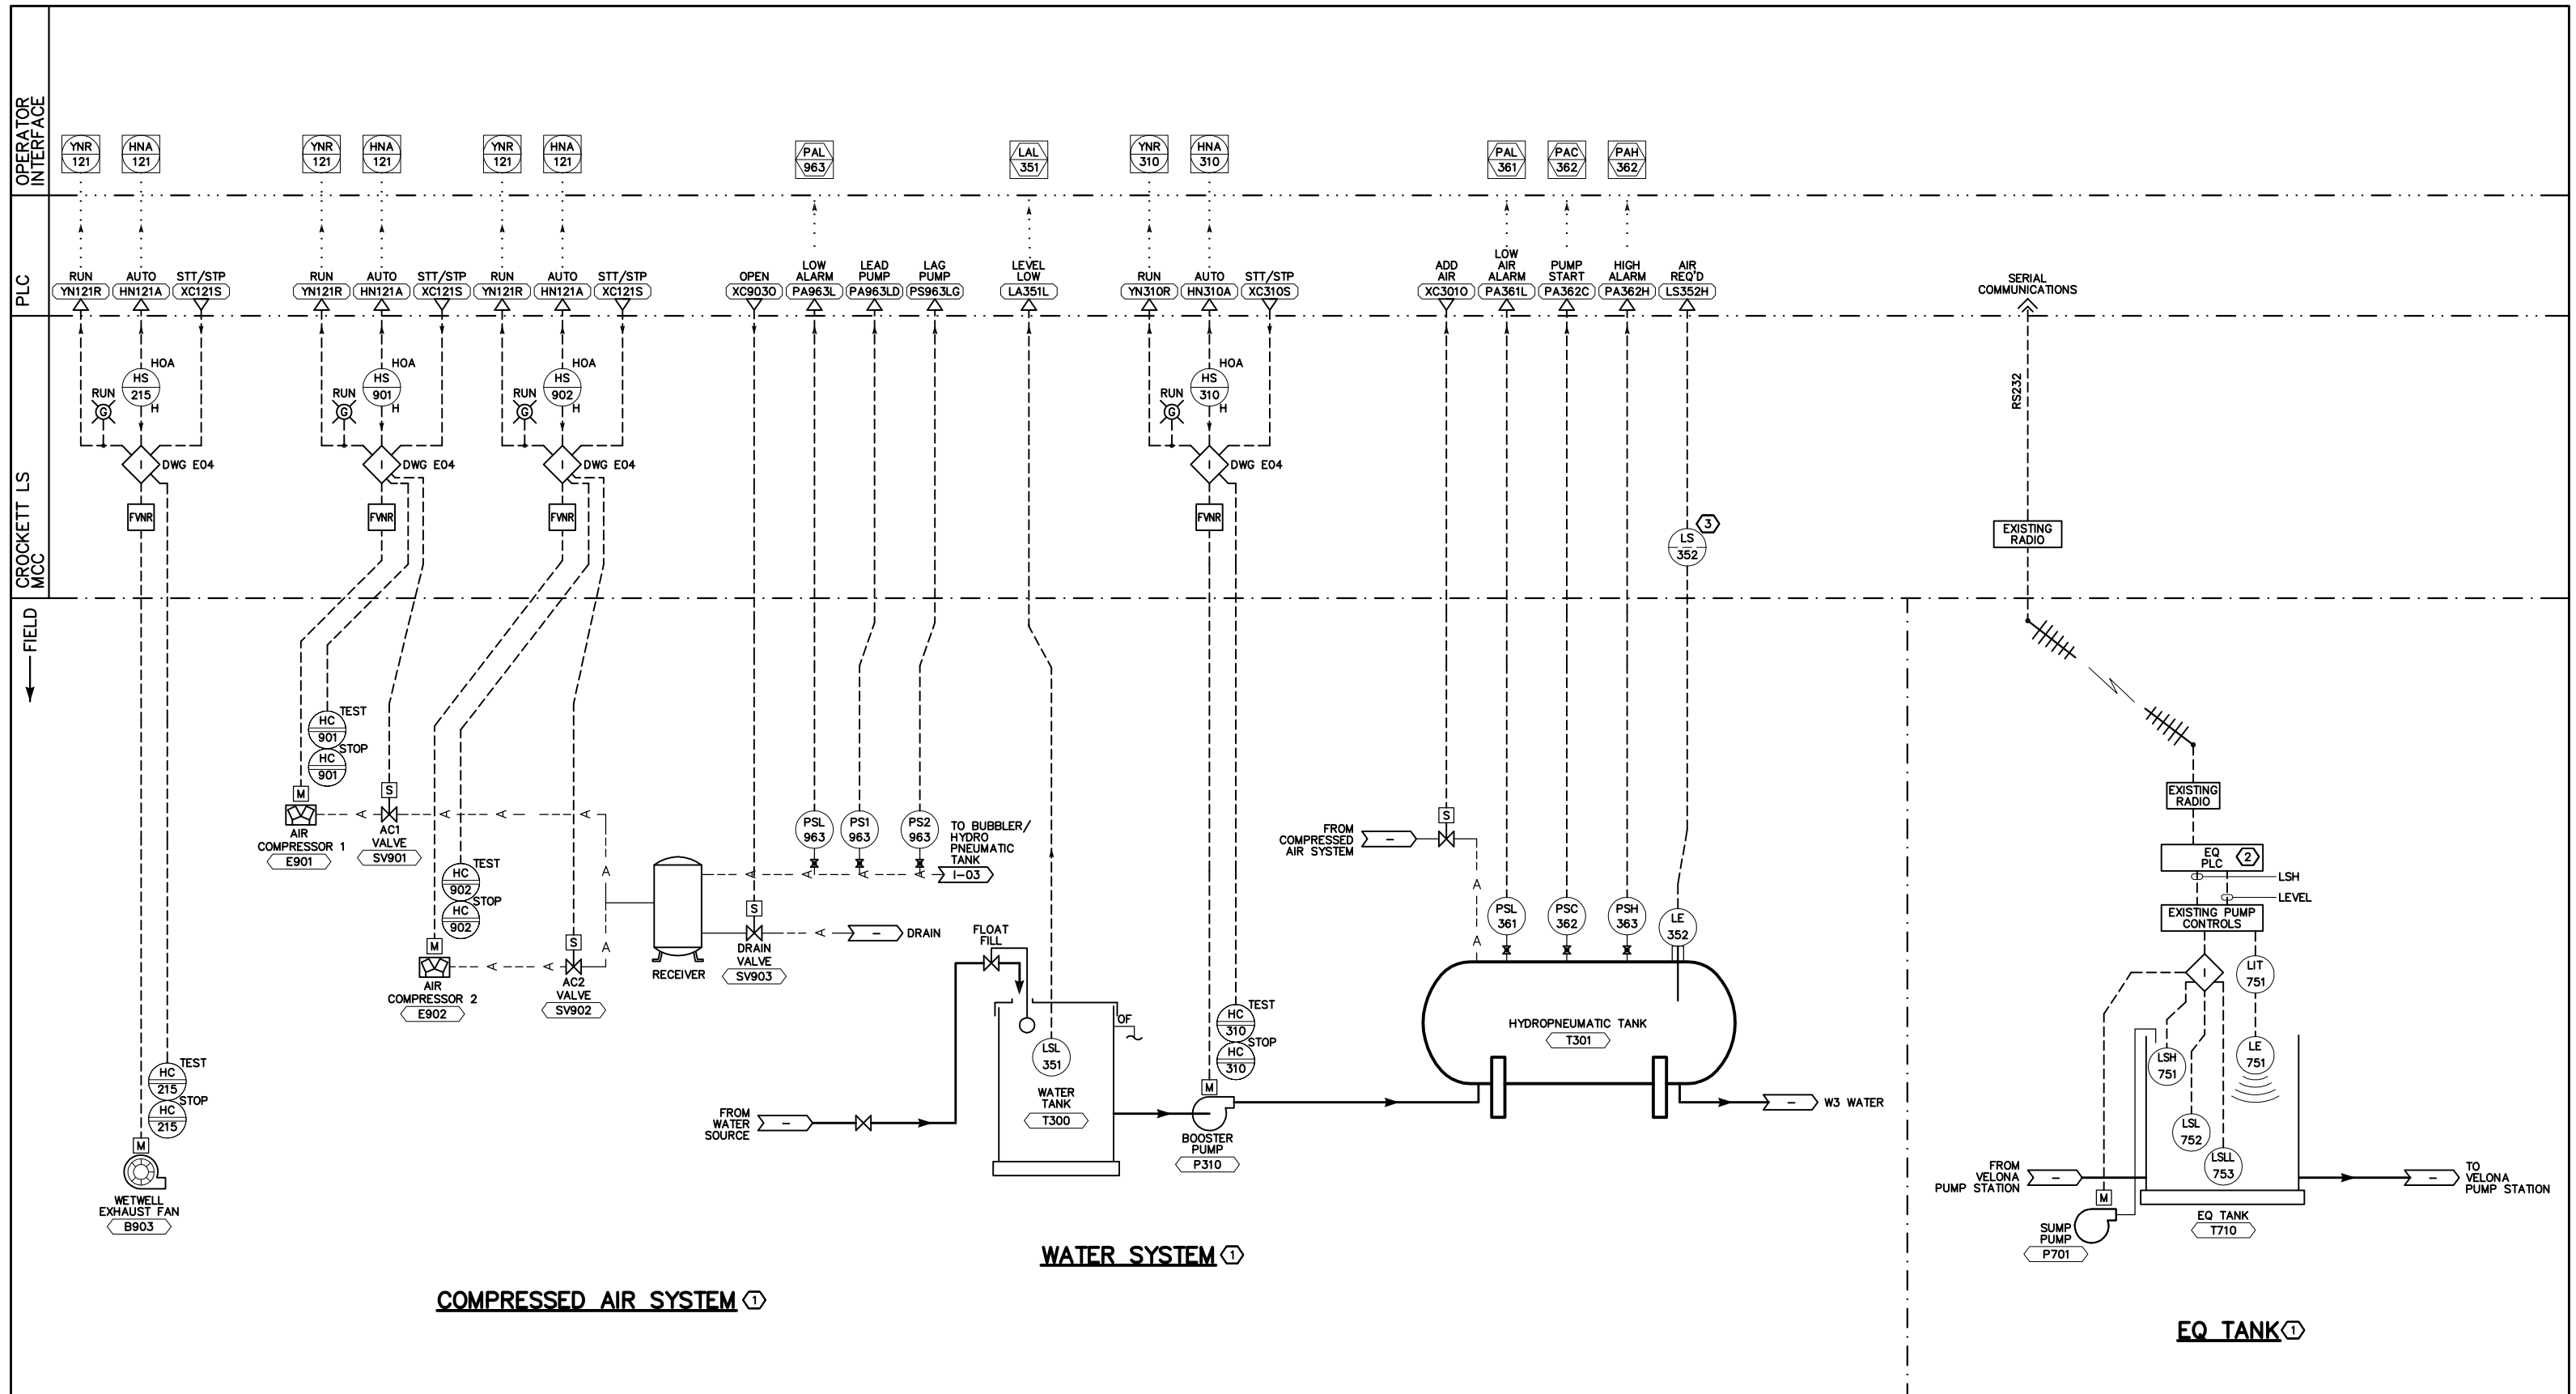 OPERATOR
INTERFACE
YNR
121
HNA
121
YNR
121
HNA
121
YNR
121
HNA
121
PAL
963
LAL
351
YNR
310
HNA
310
PAL
361
PAC
362
PAH
362
PLC
RUN
YN121R
AUTO
HN121A
STT/STP
XC121S
RUN
YN121R
AUTO
HN121A
STT/STP
XC121S
RUN
YN121R
AUTO
HN121A
STT/STP
XC121S
OPEN
XC903O
LOW
ALARM
PA963L
LEAD
PUMP
PA963LD
LAG
PUMP
PS963LG
LEVEL
LOW
LA351L
RUN
YN310R
AUTO
HN310A
STT/STP
XC310S
ADD
AIR
XC301O
LOW
AIR
ALARM
PA361L
PUMP
START
PA362C
HIGH
ALARM
PA362H
AIR
REQ'D
LS352H
SERIAL
COMMUNICATIONS
CROCKETT LS
MCC
HOA
HS
215
H
RUN
G
I
DWG E04
FVNR
HOA
HS
901
H
RUN
G
I
DWG E04
FVNR
HOA
HS
902
H
RUN
G
I
DWG E04
FVNR
HOA
HS
310
H
RUN
G
I
DWG E04
FVNR
3
LS
352
RS232
EXISTING
RADIO
FIELD
TEST
HC
901
STOP
HC
901
M
AIR
COMPRESSOR 1
E901
S
AC1
VALVE
SV901
A
A
A
A
TEST
HC
902
STOP
HC
902
M
AIR
COMPRESSOR 2
E902
S
AC2
VALVE
SV902
A
A
A
A
RECEIVER
S
DRAIN
VALVE
SV903
A
DRAIN
PSL
963
PS1
963
PS2
963
A
A
A
A
TO BUBBLER/
HYDRO
PNEUMATIC
TANK
I-03
TEST
HC
215
STOP
HC
215
M
WETWELL
EXHAUST FAN
B903
FLOAT
FILL
OF
LSL
351
WATER
TANK
T300
FROM
WATER
SOURCE
TEST
HC
310
STOP
HC
310
M
BOOSTER
PUMP
P310
FROM
COMPRESSED
AIR SYSTEM
S
A
A
PSL
361
PSC
362
PSH
363
LE
352
HYDROPNEUMATIC TANK
T301
W3 WATER
EXISTING
RADIO
EQ
PLC
2
LSH
LEVEL
EXISTING PUMP
CONTROLS
I
LIT
751
LSH
751
LE
751
LSL
752
LSLL
753
FROM
VELONA
PUMP STATION
TO
VELONA
PUMP STATION
M
SUMP
PUMP
P701
EQ TANK
T710
WATER SYSTEM 1
COMPRESSED AIR SYSTEM 1
EQ TANK 1